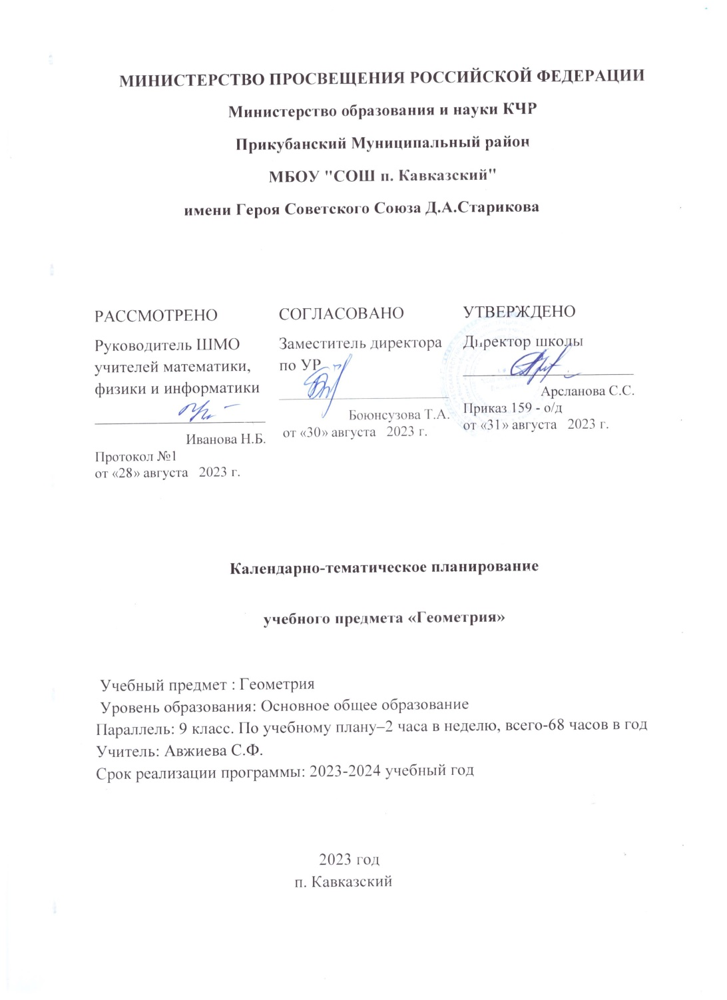 МИНИСТЕРСТВО ПРОСВЕЩЕНИЯ РОССИЙСКОЙ ФЕДЕРАЦИИ
Министерство образования и науки КЧР
Прикубанский Муниципальный район
МБОУ "СОШ п. Кавказский"
имени Героя Советского Союза Д.А.Старикова
РАССМОТРЕНО
Руководитель ШМО
учителей математики,
физики и информатики
Иванова Н.Б.
Протокол №1
от «28» августа 2023 г.
СОГЛАСОВАНО
Заместитель директора
по УР
Боюнсузова Т.А.
от «30» августа 2023 г.
УТВЕРЖДЕНО
Директор школы
Арсланова С.С.
Приказ 159 - о/д
от «31» августа 2023 г.
Календарно-тематическое планирование
учебного предмета «Геометрия»
Учебный предмет : Геометрия
Уровень образования: Основное общее образование
Параллель: 9 класс. По учебному плану–2 часа в неделю, всего-68 часов в год
Учитель: Авжиева С.Ф.
Срок реализации программы: 2023-2024 учебный год
2023 год
п. Кавказский